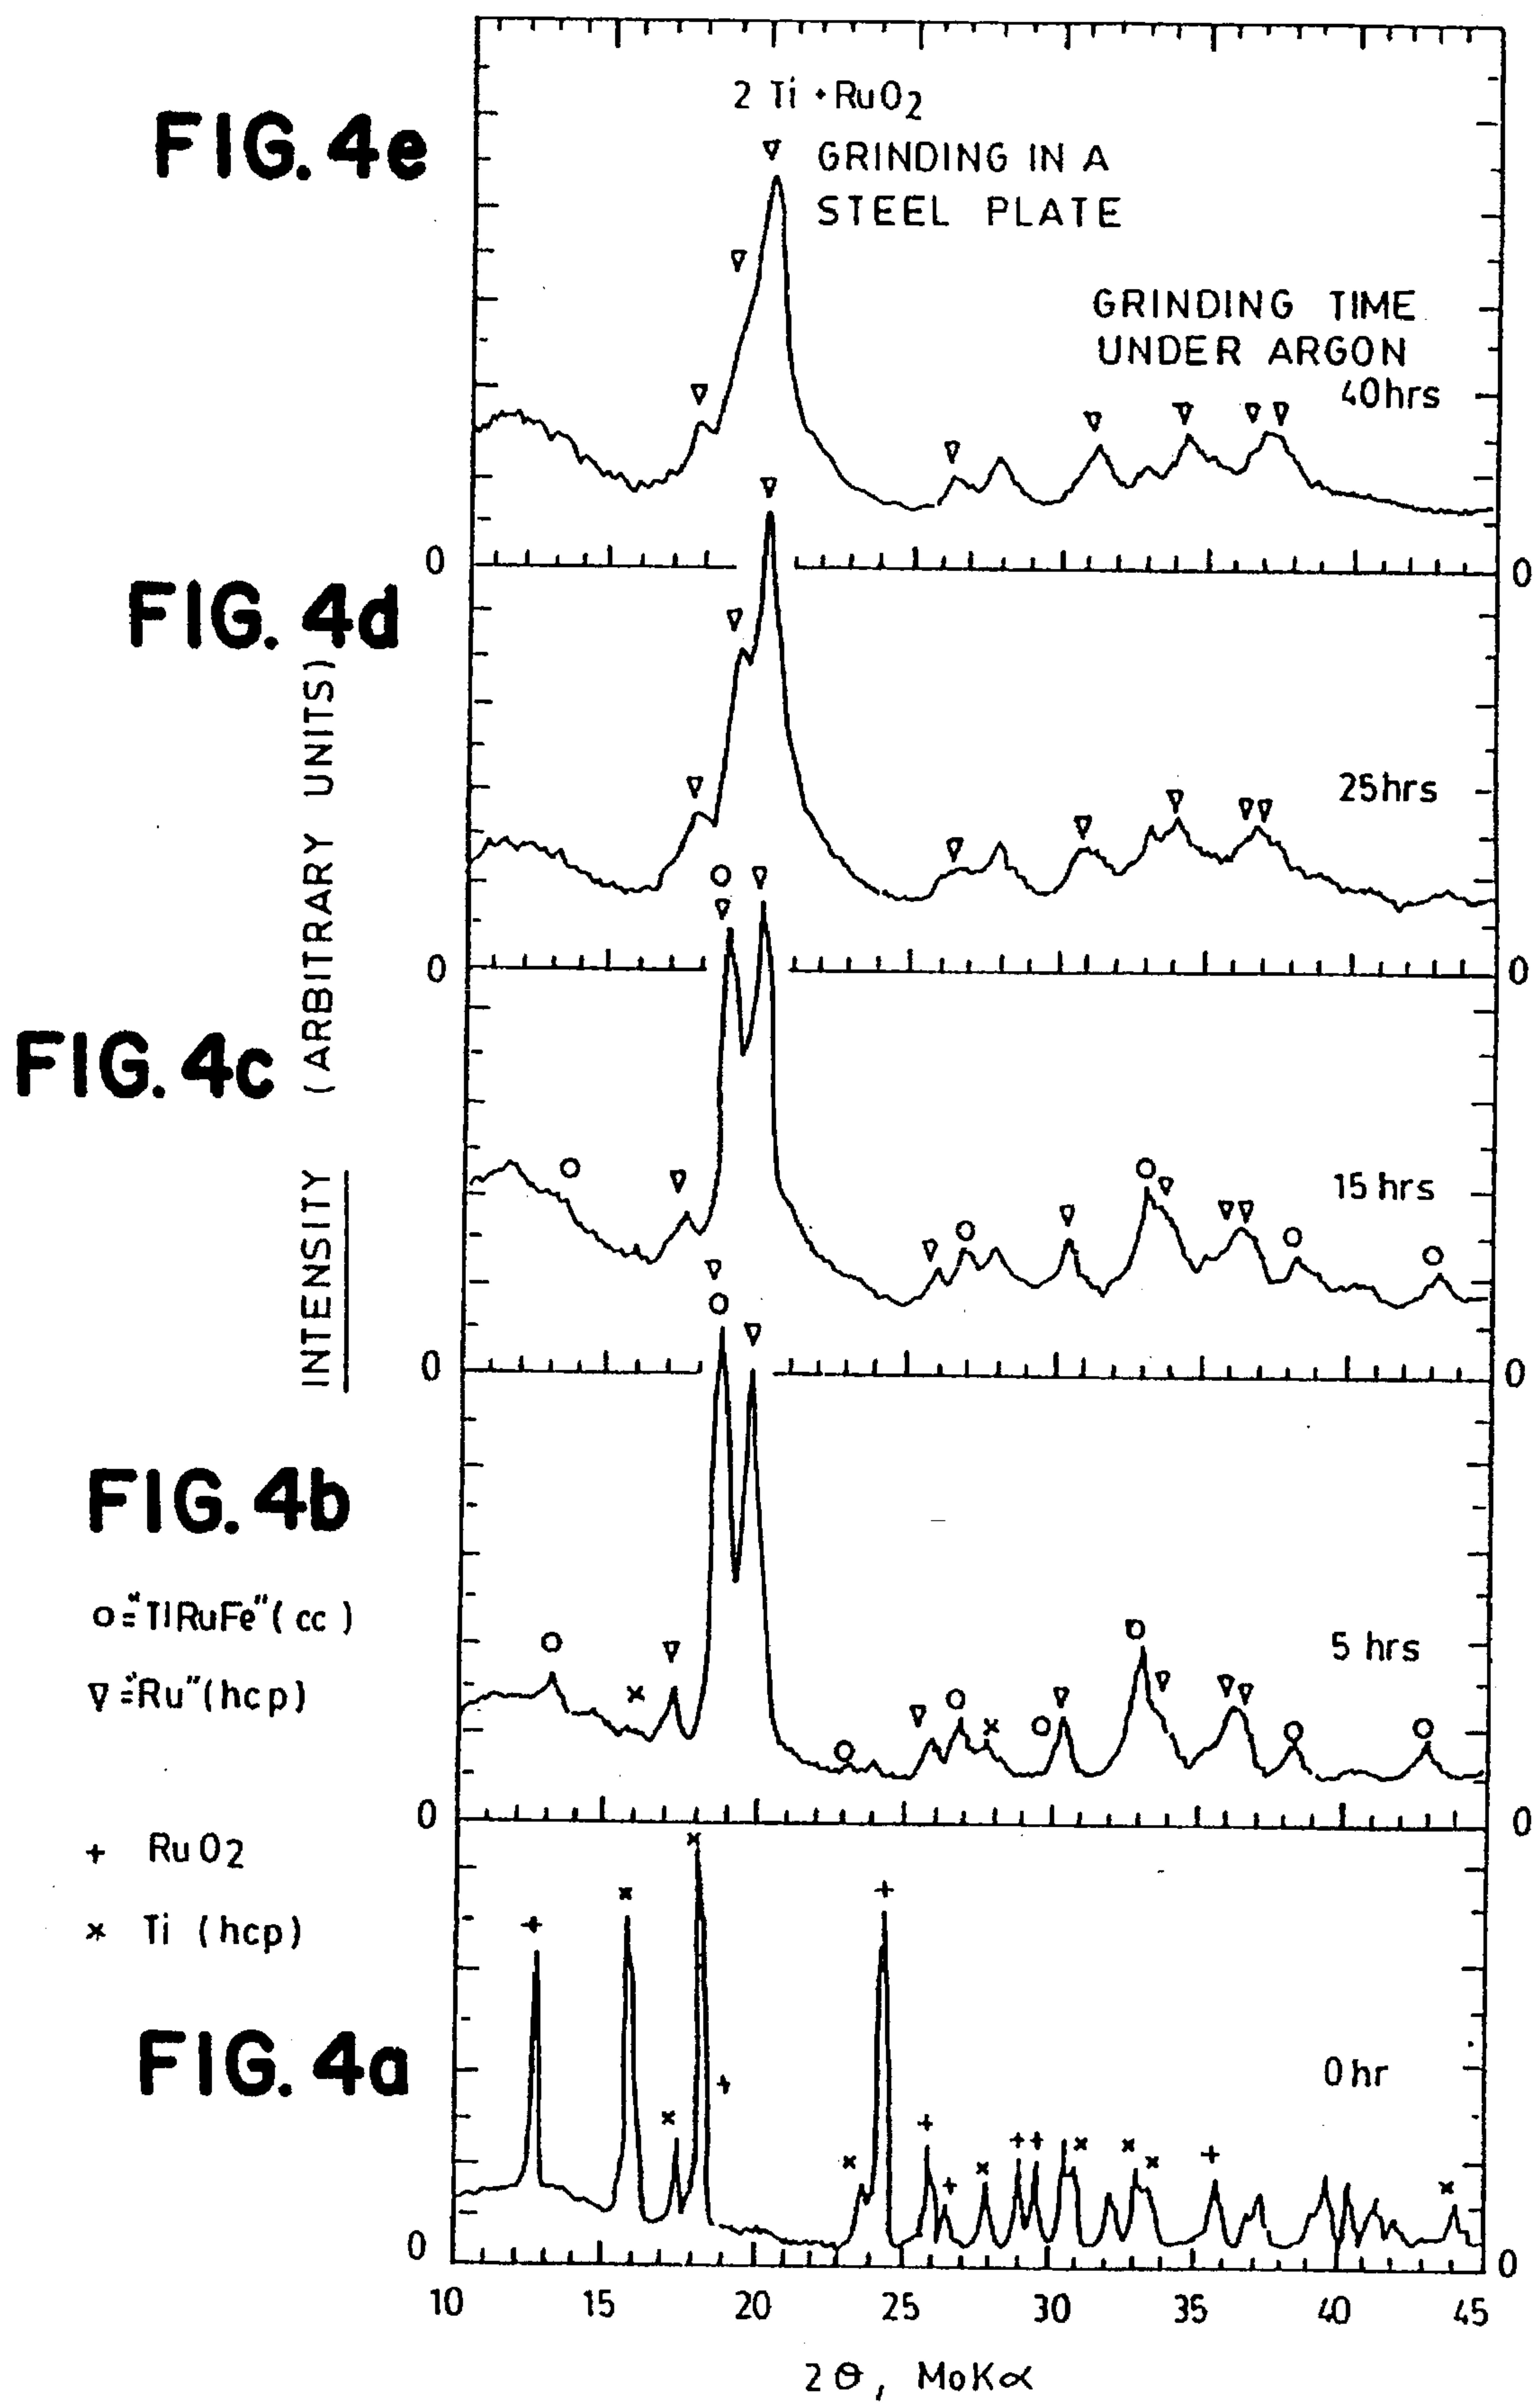 FIG. 4e
2 Ti + RuO2
GRINDING IN A
STEEL PLATE
GRINDING TIME
UNDER ARGON
40hrs
0
0
FIG. 4d
25hrs
0
0
FIG. 4c
15 hrs
0
0
INTENSITY (ARBITRARY UNITS)
FIG. 4b
o = "TIRuFe" (cc)
∇ = "Ru" (hcp)
5 hrs
0
0
+ RuO2
× Ti (hcp)
FIG. 4a
0hr
0
0
10 15 20 25 30 35 40 45
2θ, MoKα